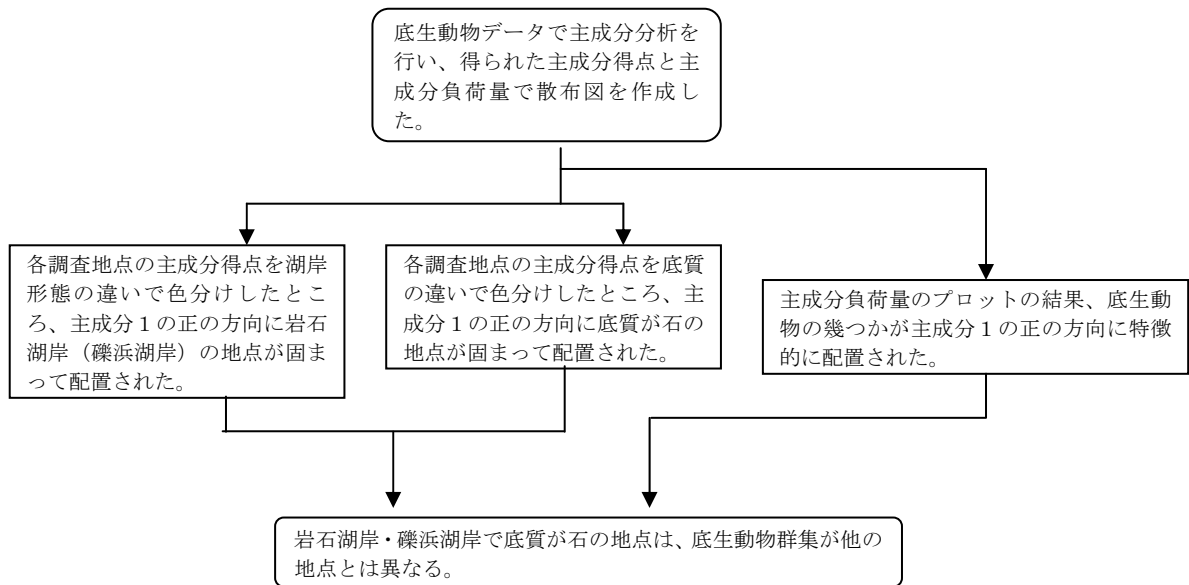 底生動物データで主成分分析を
行い、得られた主成分得点と主
成分負荷量で散布図を作成し
た。
各調査地点の主成分得点を湖岸
形態の違いで色分けしたとこ
ろ、主成分１の正の方向に岩石
湖岸（礫浜湖岸）の地点が固ま
って配置された。
各調査地点の主成分得点を底質
の違いで色分けしたところ、主
成分１の正の方向に底質が石の
地点が固まって配置された。
主成分負荷量のプロットの結果、底生動
物の幾つかが主成分１の正の方向に特徴
的に配置された。
岩石湖岸・礫浜湖岸で底質が石の地点は、底生動物群集が他の
地点とは異なる。